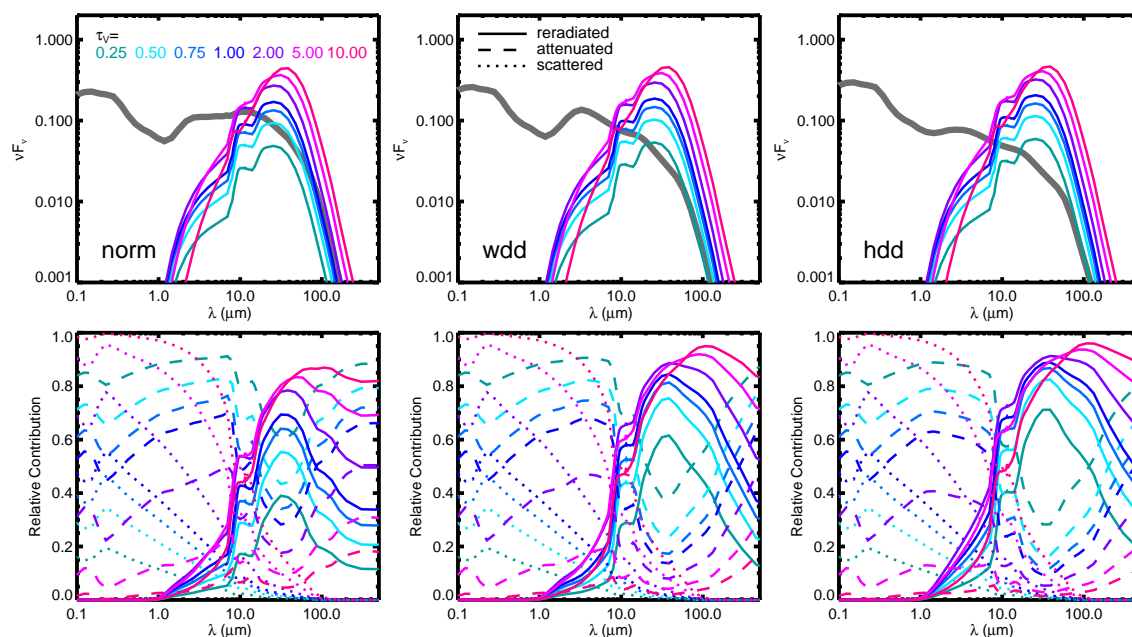 τV=
0.25 0.50 0.75 1.00 2.00 5.00 10.00
reradiated
attenuated
scattered
1.000
0.100
0.010
0.001
νFν
norm
0.1 1.0 10.0 100.0
λ (μm)
1.000
0.100
0.010
0.001
νFν
wdd
0.1 1.0 10.0 100.0
λ (μm)
1.000
0.100
0.010
0.001
νFν
hdd
0.1 1.0 10.0 100.0
λ (μm)
1.0
0.8
0.6
0.4
0.2
0.0
Relative Contribution
0.1 1.0 10.0 100.0
λ (μm)
1.0
0.8
0.6
0.4
0.2
0.0
Relative Contribution
0.1 1.0 10.0 100.0
λ (μm)
1.0
0.8
0.6
0.4
0.2
0.0
Relative Contribution
0.1 1.0 10.0 100.0
λ (μm)